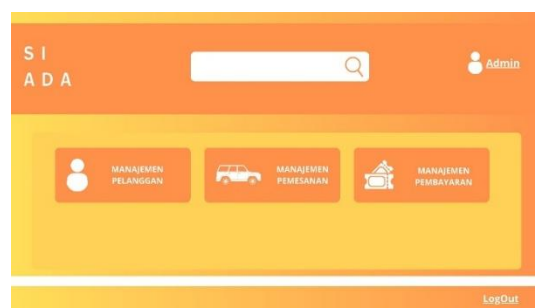 S I
A D A
Admin
MANAJEMEN
PELANGGAN
MANAJEMEN
PEMESANAN
MANAJEMEN
PEMBAYARAN
LogOut